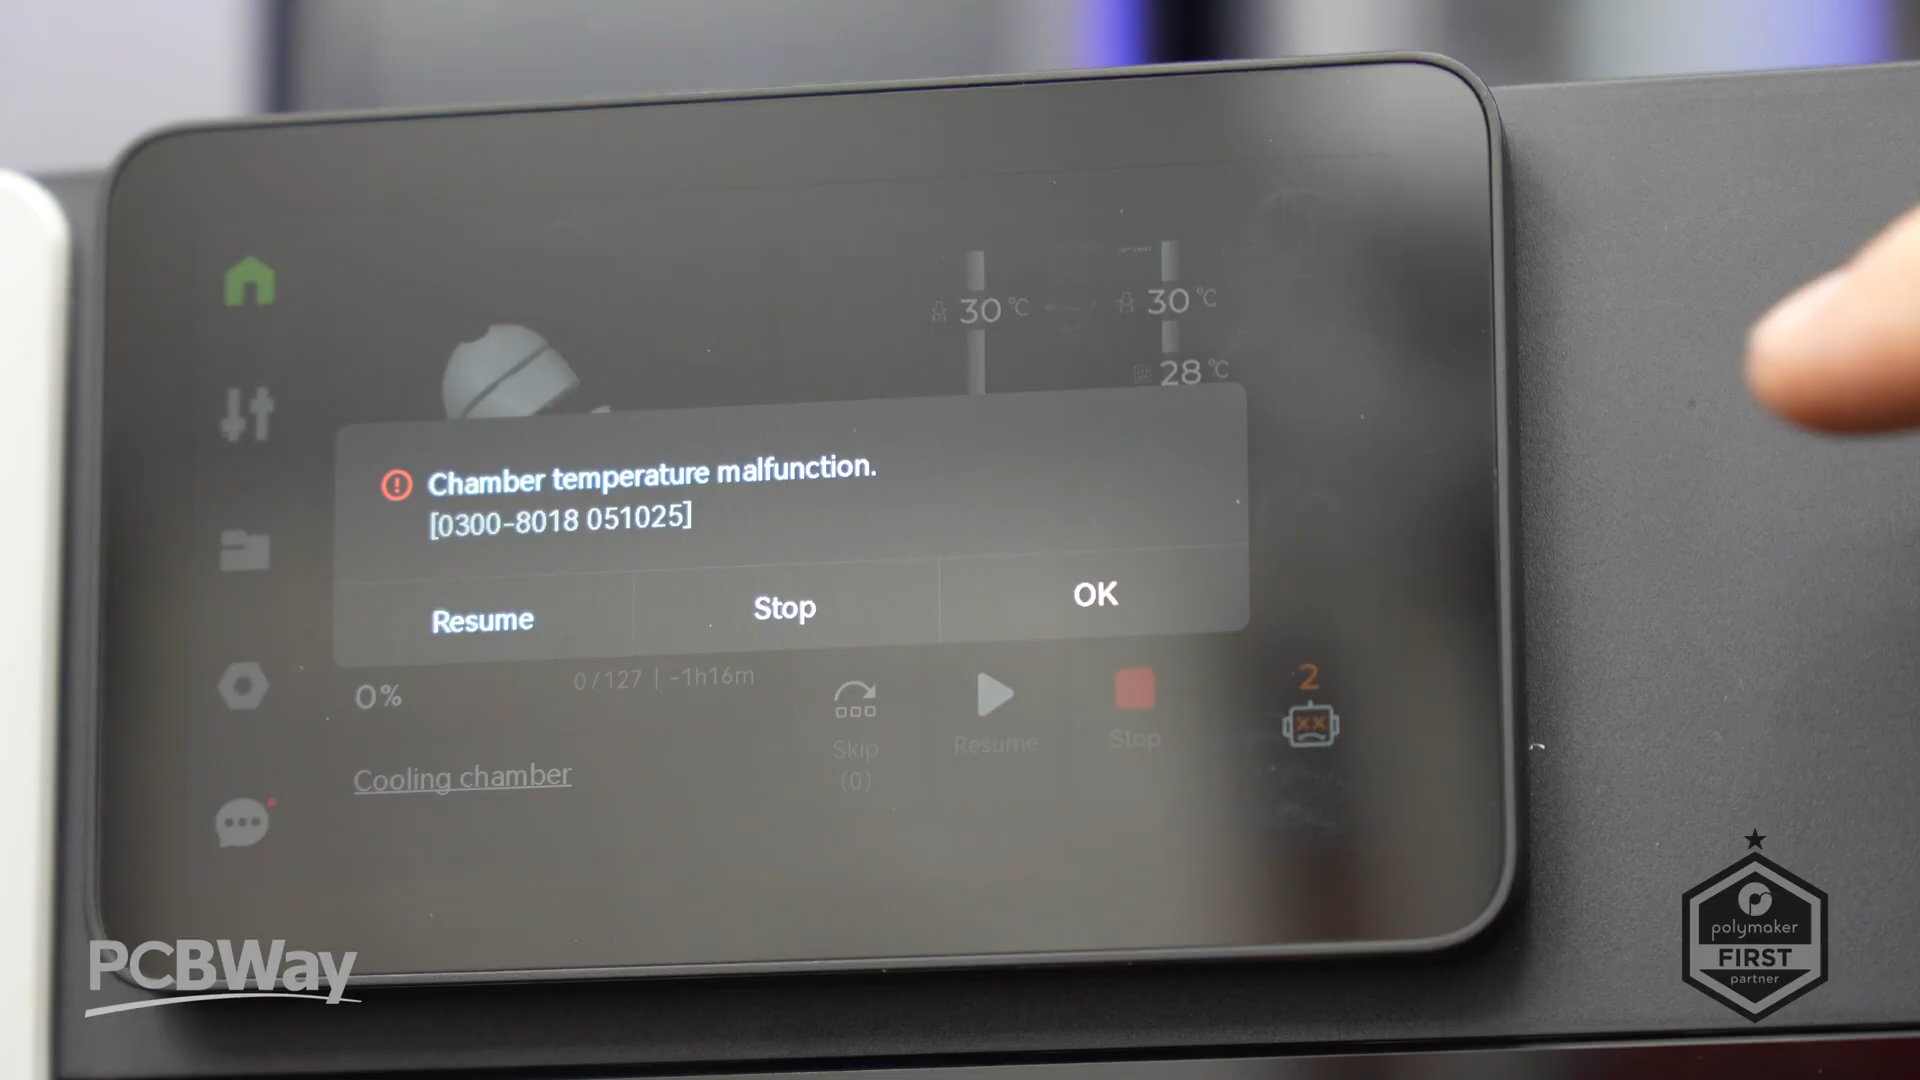 30 °C
30 °C
28 °C
Chamber temperature malfunction.
[0300-8018 051025]
Resume
Stop
OK
0%
0/127 | -1h16m
Skip
(0)
Resume
Stop
2
Cooling chamber
PCBWay
polymaker
FIRST
partner